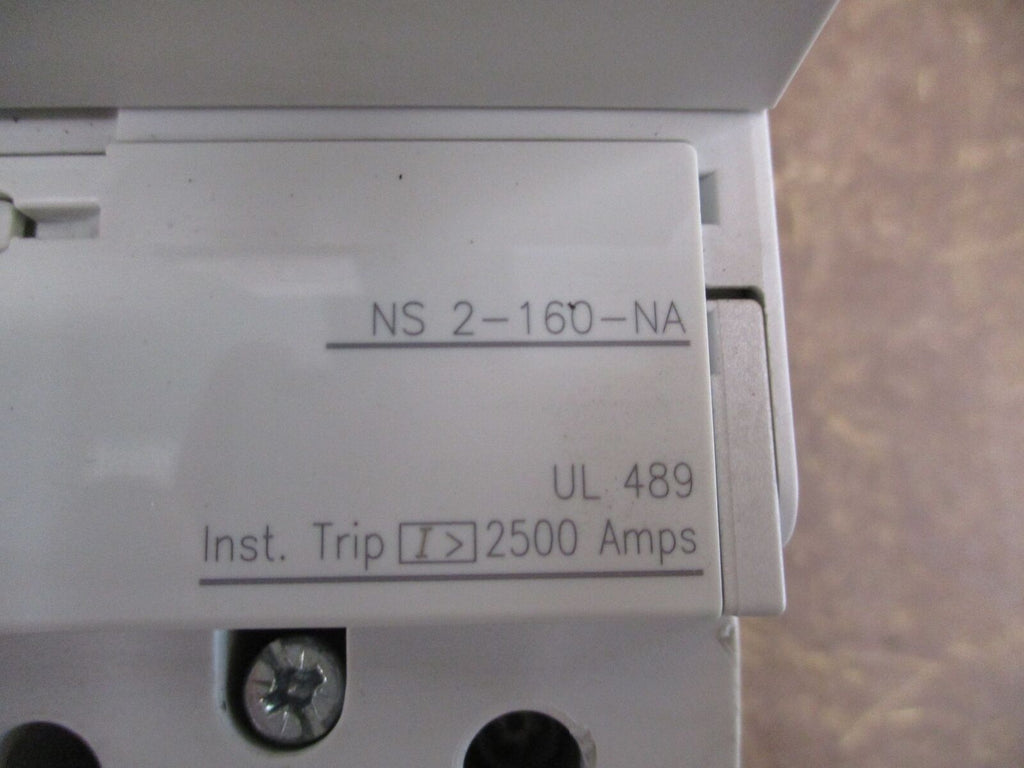 NS 2-160-NA
UL 489
Inst. Trip I> 2500 Amps